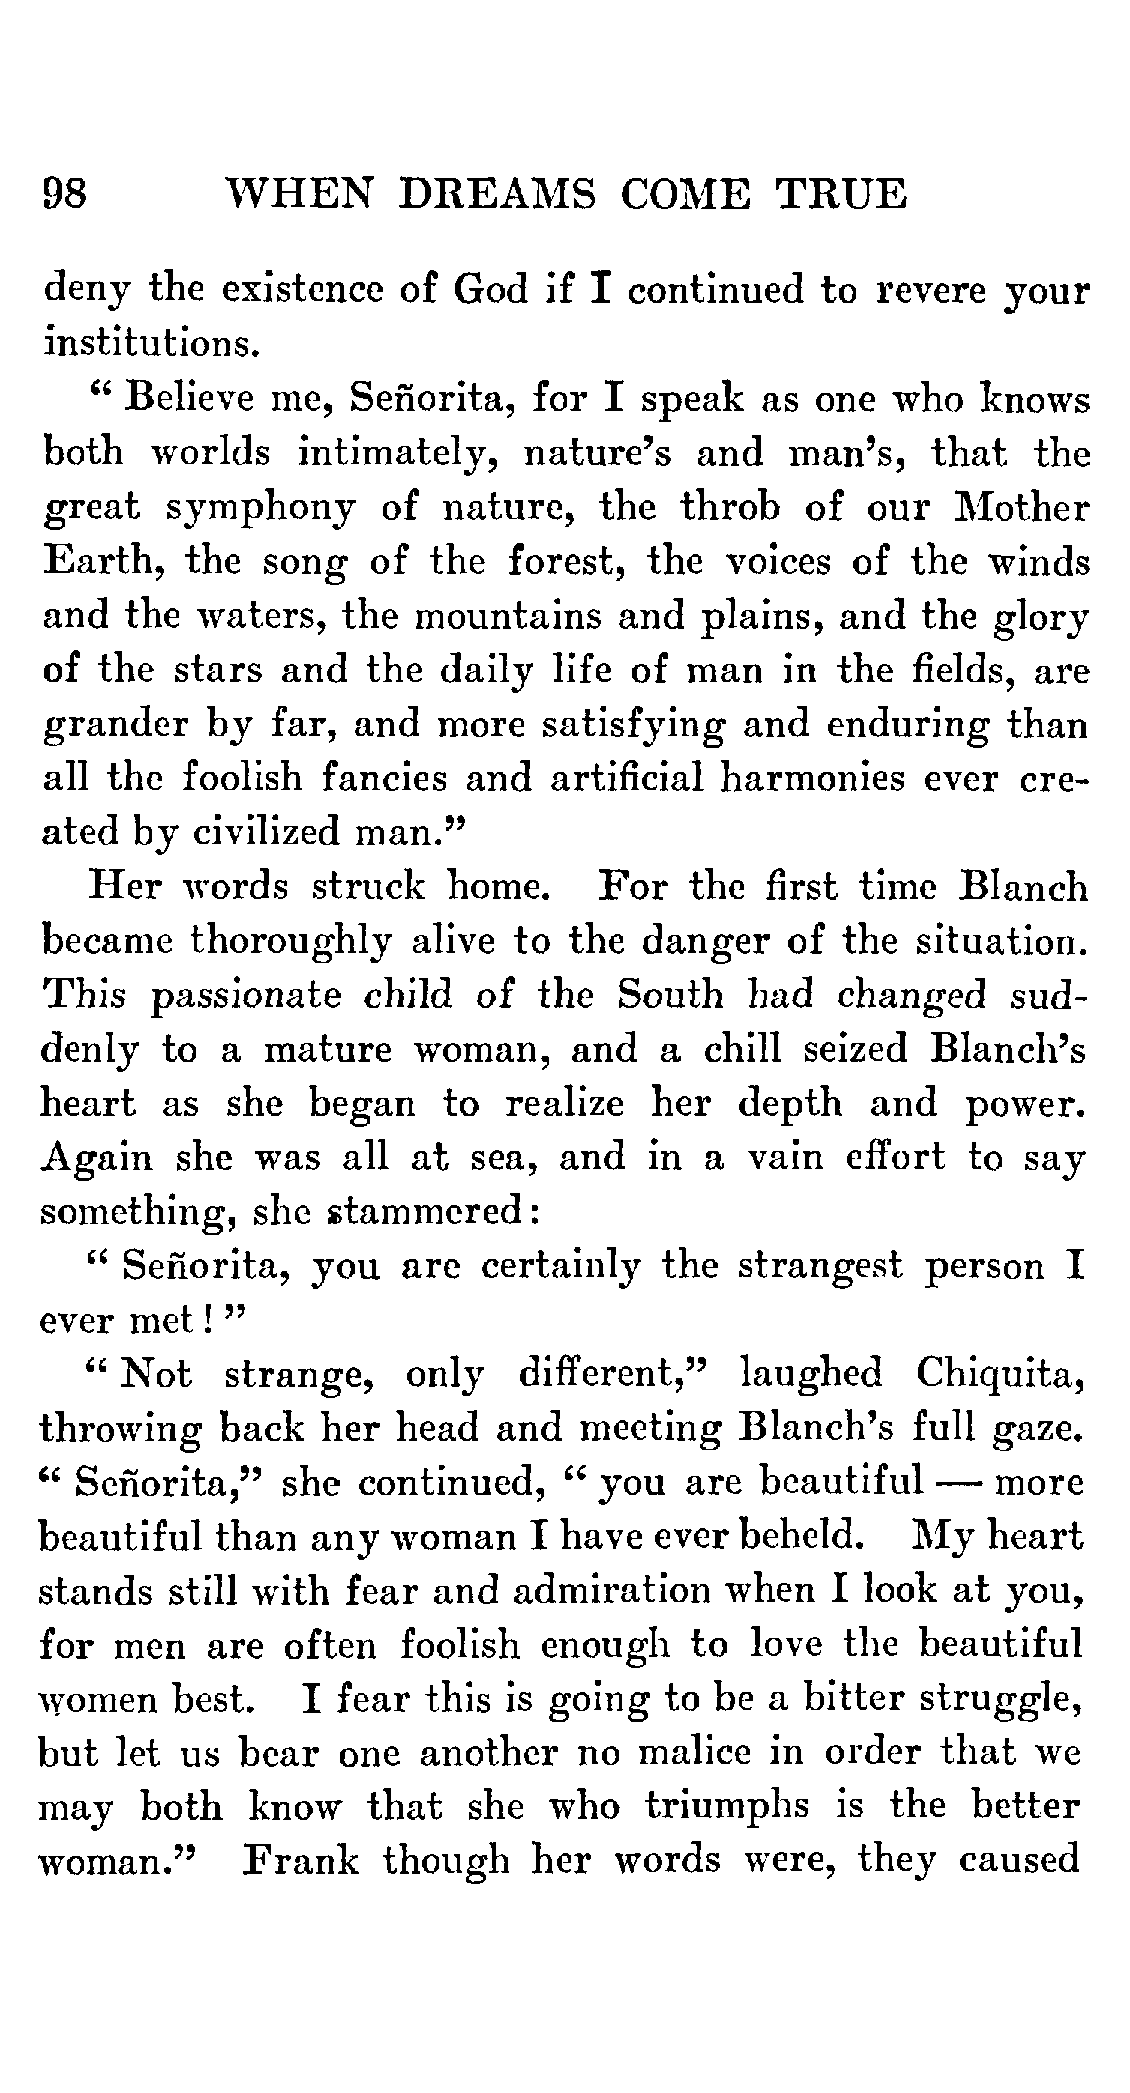 98 WHEN DREAMS COME TRUE
deny the existence of God if I continued to revere your
institutions.
“ Believe me, Señorita, for I speak as one who knows
both worlds intimately, nature’s and man’s, that the
great symphony of nature, the throb of our Mother
Earth, the song of the forest, the voices of the winds
and the waters, the mountains and plains, and the glory
of the stars and the daily life of man in the fields, are
grander by far, and more satisfying and enduring than
all the foolish fancies and artificial harmonies ever cre-
ated by civilized man.”
Her words struck home. For the first time Blanch
became thoroughly alive to the danger of the situation.
This passionate child of the South had changed sud-
denly to a mature woman, and a chill seized Blanch’s
heart as she began to realize her depth and power.
Again she was all at sea, and in a vain effort to say
something, she stammered:
“ Señorita, you are certainly the strangest person I
ever met! ”
“ Not strange, only different,” laughed Chiquita,
throwing back her head and meeting Blanch’s full gaze.
“ Señorita,” she continued, “ you are beautiful — more
beautiful than any woman I have ever beheld. My heart
stands still with fear and admiration when I look at you,
for men are often foolish enough to love the beautiful
women best. I fear this is going to be a bitter struggle,
but let us bear one another no malice in order that we
may both know that she who triumphs is the better
woman.” Frank though her words were, they caused